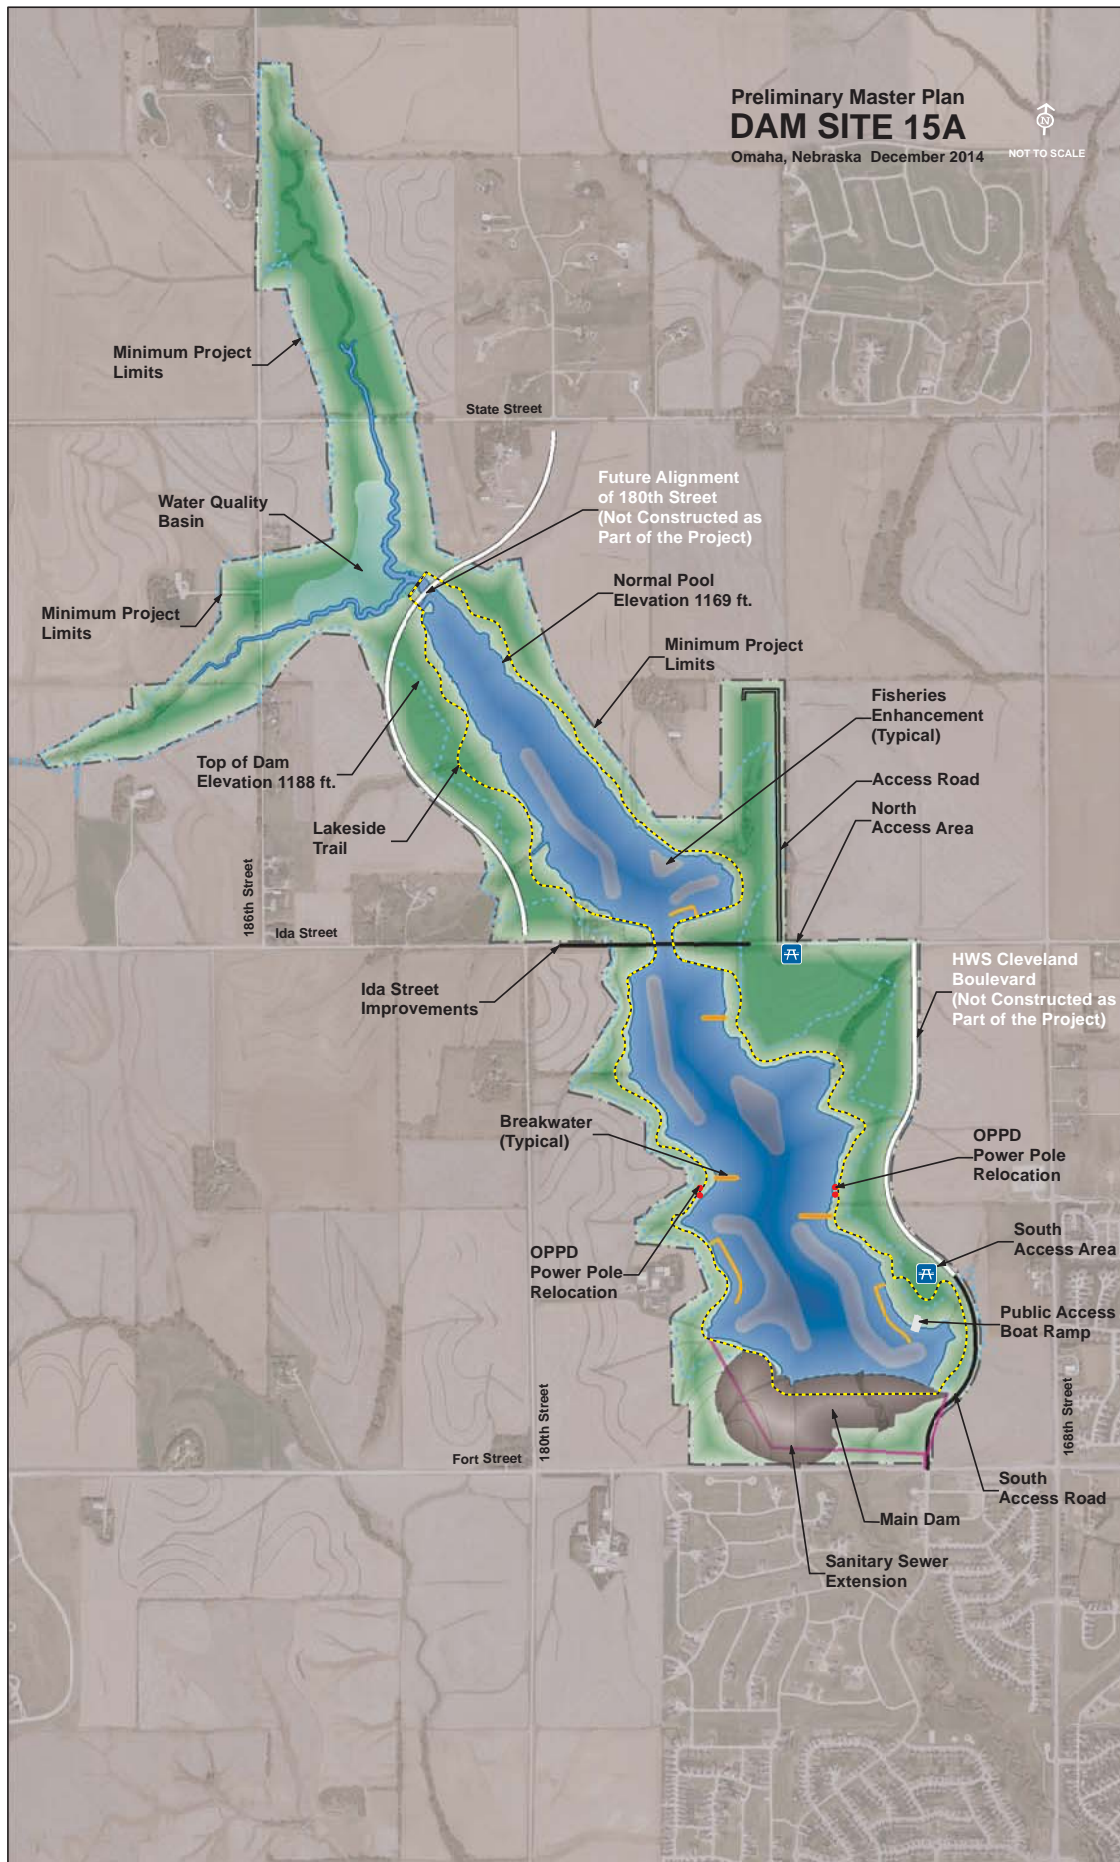 Preliminary Master Plan
DAM SITE 15A
Omaha, Nebraska December 2014
N
NOT TO SCALE
Minimum Project
Limits
State Street
Future Alignment
of 180th Street
(Not Constructed as
Part of the Project)
Water Quality
Basin
Normal Pool
Elevation 1169 ft.
Minimum Project
Limits
Minimum Project
Limits
Fisheries
Enhancement
(Typical)
Top of Dam
Elevation 1188 ft.
Access Road
North
Access Area
Lakeside
Trail
186th Street
Ida Street
HWS Cleveland
Boulevard
(Not Constructed as
Part of the Project)
Ida Street
Improvements
Breakwater
(Typical)
OPPD
Power Pole
Relocation
South
Access Area
OPPD
Power Pole
Relocation
Public Access
Boat Ramp
180th Street
168th Street
Fort Street
South
Access Road
Main Dam
Sanitary Sewer
Extension